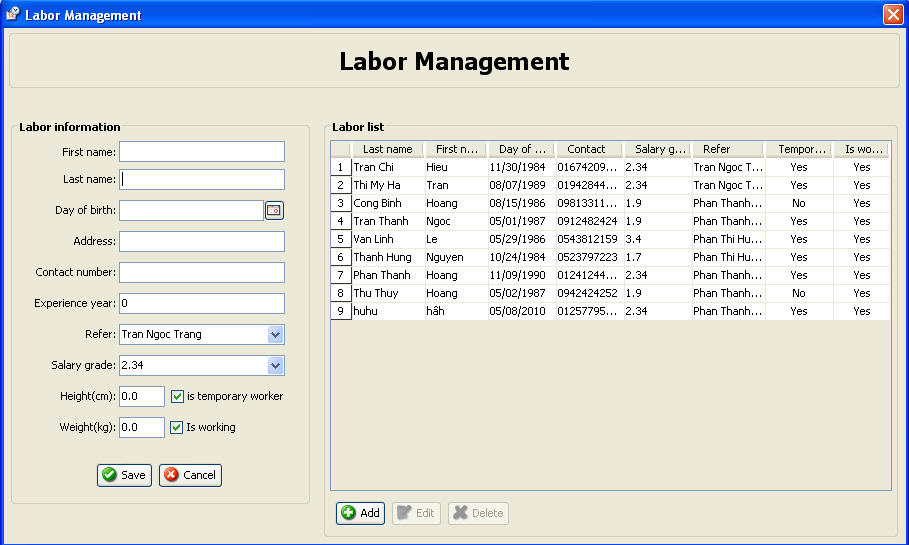 Labor Management
Labor Management
Labor information
First name:
Last name:
Day of birth:
Address:
Contact number:
Experience year: 0
Refer: Tran Ngoc Trang
Salary grade: 2.34
Height(cm): 0.0 is temporary worker
Weight(kg): 0.0 Is working
Save Cancel
Labor list
Last name First n... Day of ... Contact Salary g... Refer Tempor... Is wo...
1 Tran Chi Hieu 11/30/1984 01674209... 2.34 Tran Ngoc T... Yes Yes
2 Thi My Ha Tran 08/07/1989 01942844... 2.34 Tran Ngoc T... Yes Yes
3 Cong Binh Hoang 08/15/1986 09813311... 1.9 Phan Thanh... No Yes
4 Tran Thanh Ngoc 05/01/1987 0912482424 1.9 Phan Thanh... Yes Yes
5 Van Linh Le 05/29/1986 0543812159 3.4 Phan Thi Hu... Yes Yes
6 Thanh Hung Nguyen 10/24/1984 0523797223 1.7 Phan Thi Hu... Yes Yes
7 Phan Thanh Hoang 11/09/1990 01241244... 2.34 Phan Thanh... Yes Yes
8 Thu Thuy Hoang 05/02/1987 0942424252 1.9 Phan Thanh... No Yes
9 huhu hâh 05/08/2010 01257795... 2.34 Phan Thanh... Yes Yes
Add Edit Delete